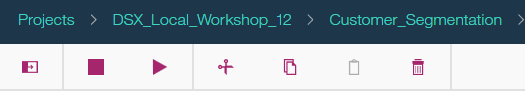 Projects > DSX_Local_Workshop_12 > Customer_Segmentation >